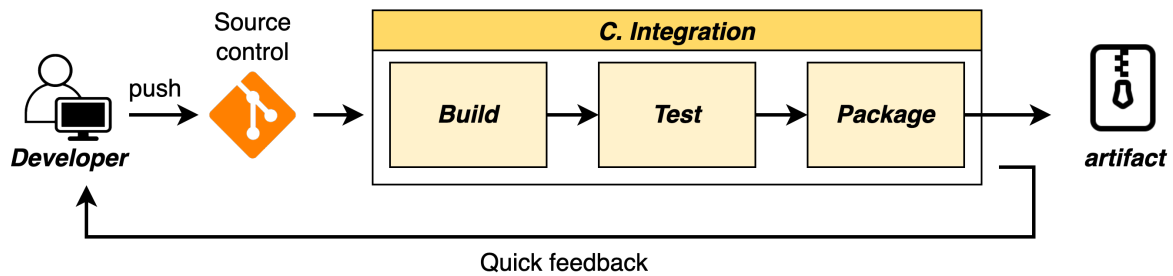 Source
control
C. Integration
push
Build
Test
Package
Developer
artifact
Quick feedback